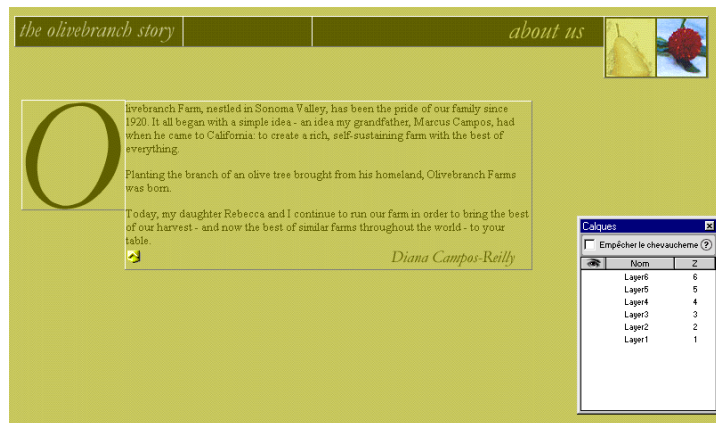 the olivebranch story
about us
O
livebranch Farm, nestled in Sonoma Valley, has been the pride of our family since
1920. It all began with a simple idea - an idea my grandfather, Marcus Campos, had
when he came to California: to create a rich, self-sustaining farm with the best of
everything.
Planting the branch of an olive tree brought from his homeland, Olivebranch Farms
was born.
Today, my daughter Rebecca and I continue to run our farm in order to bring the best
of our harvest - and now the best of similar farms throughout the world - to your
table.
Diana Campos-Reilly
Calques
Empêcher le chevaucheme ?
Nom Z
Layer6 6
Layer5 5
Layer4 4
Layer3 3
Layer2 2
Layer1 1